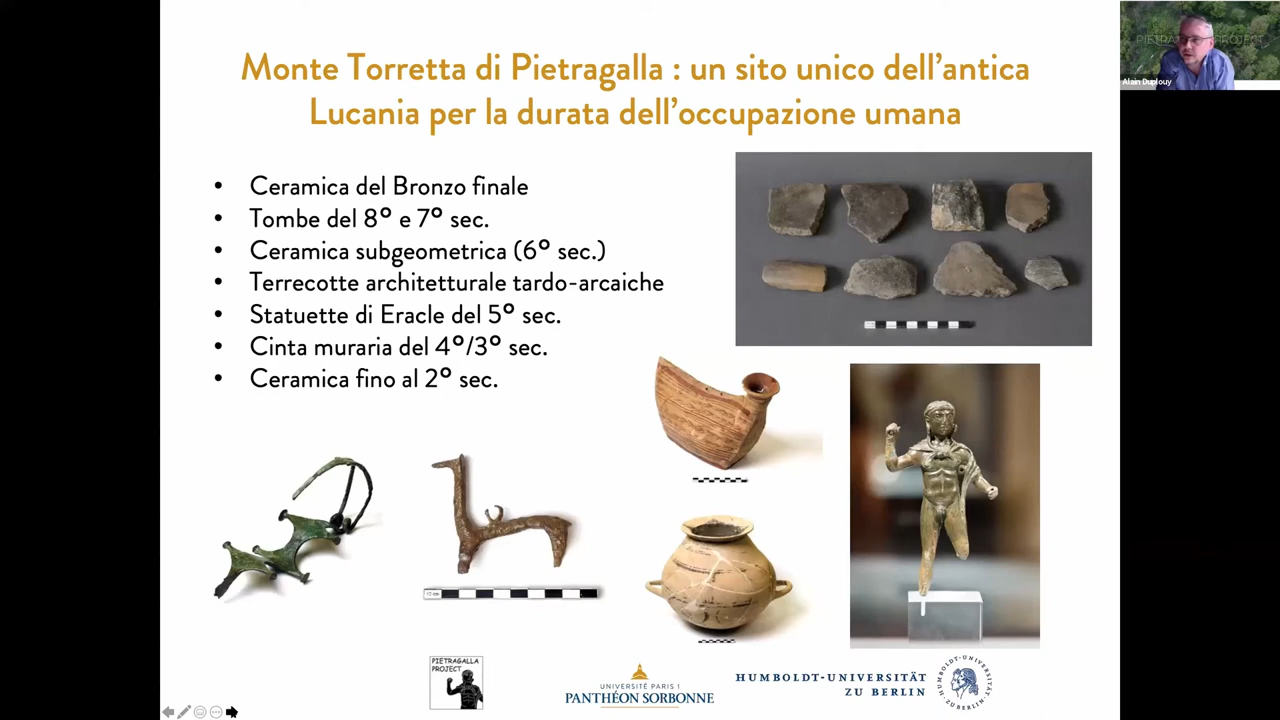 Monte Torretta di Pietragalla : un sito unico dell'antica
Lucania per la durata dell'occupazione umana
• Ceramica del Bronzo finale
• Tombe del 8° e 7° sec.
• Ceramica subgeometrica (6° sec.)
• Terrecotte architetturale tardo-arcaiche
• Statuette di Eracle del 5° sec.
• Cinta muraria del 4°/3° sec.
• Ceramica fino al 2° sec.
Alain Duplouy
PIETRAGALLA
PROJECT
UNIVERSITÉ PARIS 1
PANTHÉON SORBONNE
HUMBOLDT-UNIVERSITÄT
ZU BERLIN